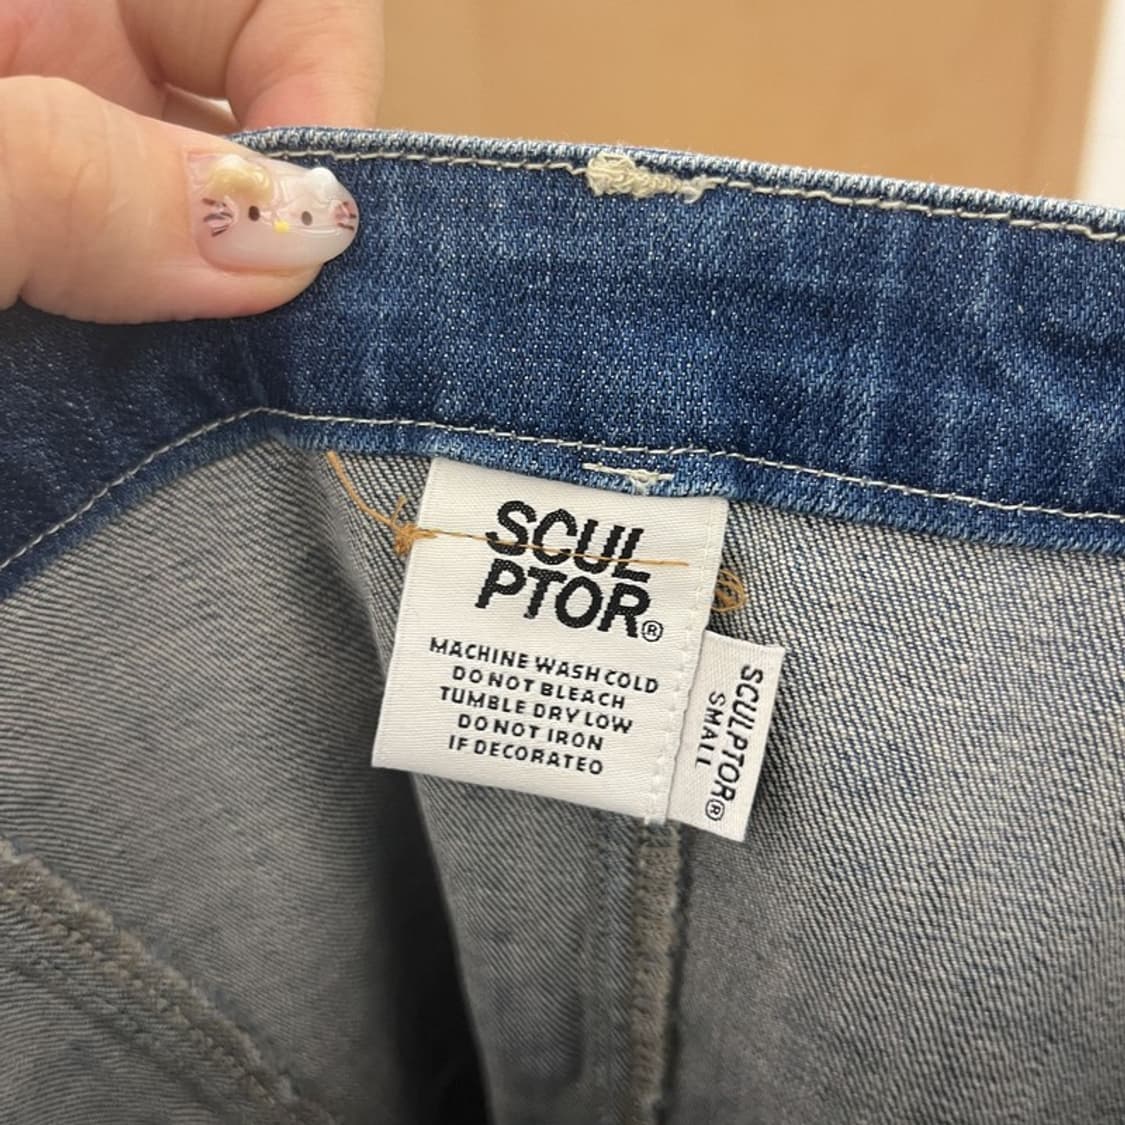 SCUL
PTOR®
MACHINE WASH COLD
DO NOT BLEACH
TUMBLE DRY LOW
DO NOT IRON
IF DECORATED
SCULPTOR®
SMALL